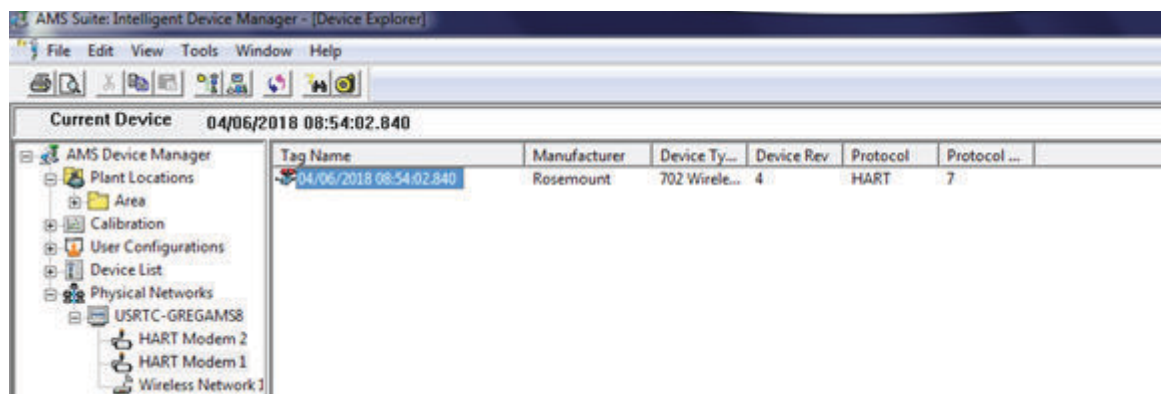 AMS Suite: Intelligent Device Manager - [Device Explorer]
File Edit View Tools Window Help
Current Device 04/06/2018 08:54:02.840
AMS Device Manager
Plant Locations
Area
Calibration
User Configurations
Device List
Physical Networks
USRTC-GREGAMS8
HART Modem 2
HART Modem 1
Wireless Network 1
Tag Name Manufacturer Device Ty... Device Rev Protocol Protocol ...
04/06/2018 08:54:02.840 Rosemount 702 Wirele... 4 HART 7